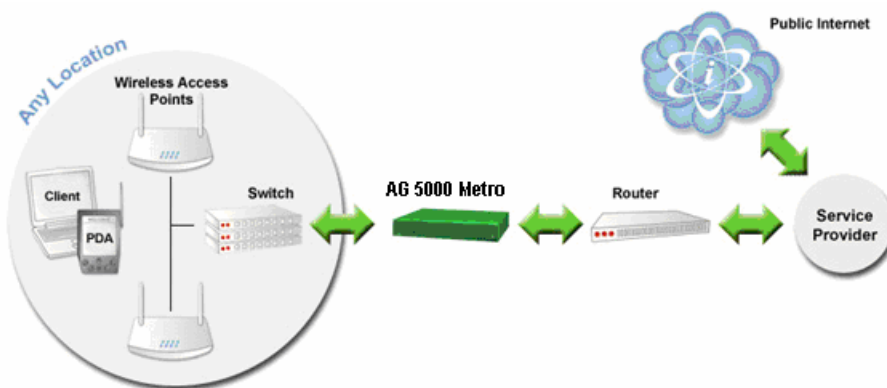 Public Internet
i
Any Location
Wireless Access
Points
Client
PDA
Switch
AG 5000 Metro
Router
Service
Provider